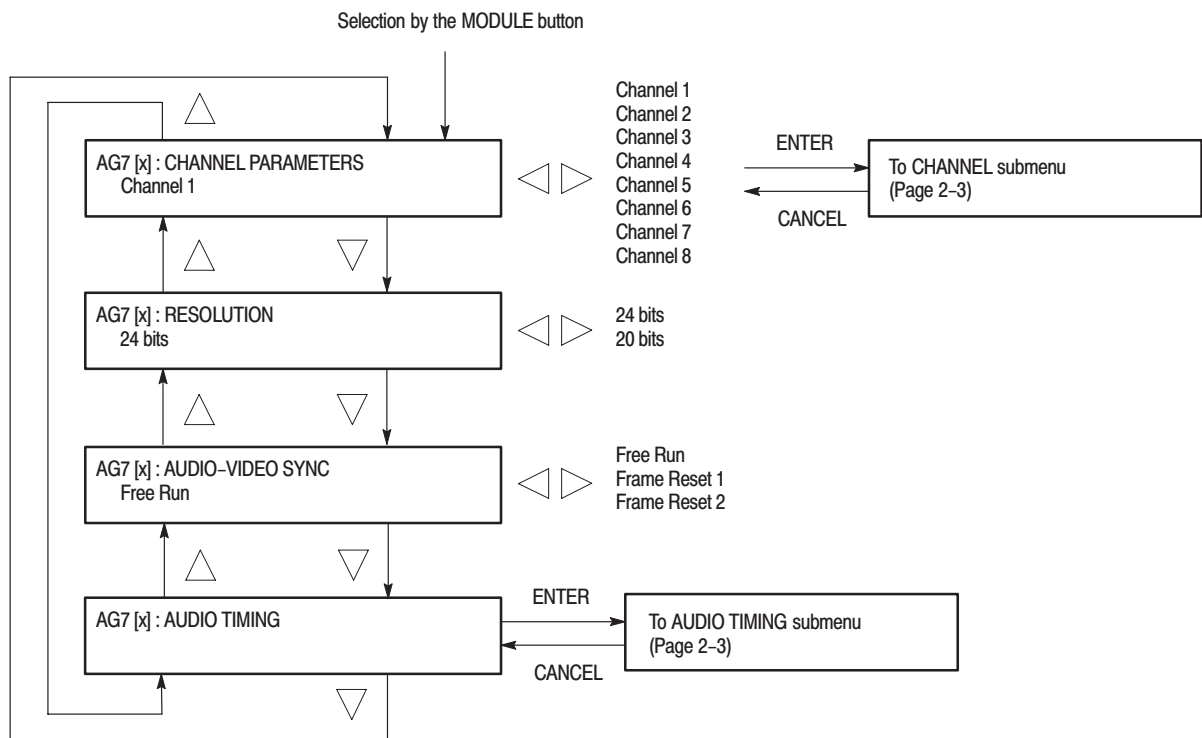 Selection by the MODULE button
AG7 [x] : CHANNEL PARAMETERS
Channel 1
Channel 1
Channel 2
Channel 3
Channel 4
Channel 5
Channel 6
Channel 7
Channel 8
ENTER
CANCEL
To CHANNEL submenu
(Page 2–3)
AG7 [x] : RESOLUTION
24 bits
24 bits
20 bits
AG7 [x] : AUDIO–VIDEO SYNC
Free Run
Free Run
Frame Reset 1
Frame Reset 2
AG7 [x] : AUDIO TIMING
ENTER
CANCEL
To AUDIO TIMING submenu
(Page 2–3)